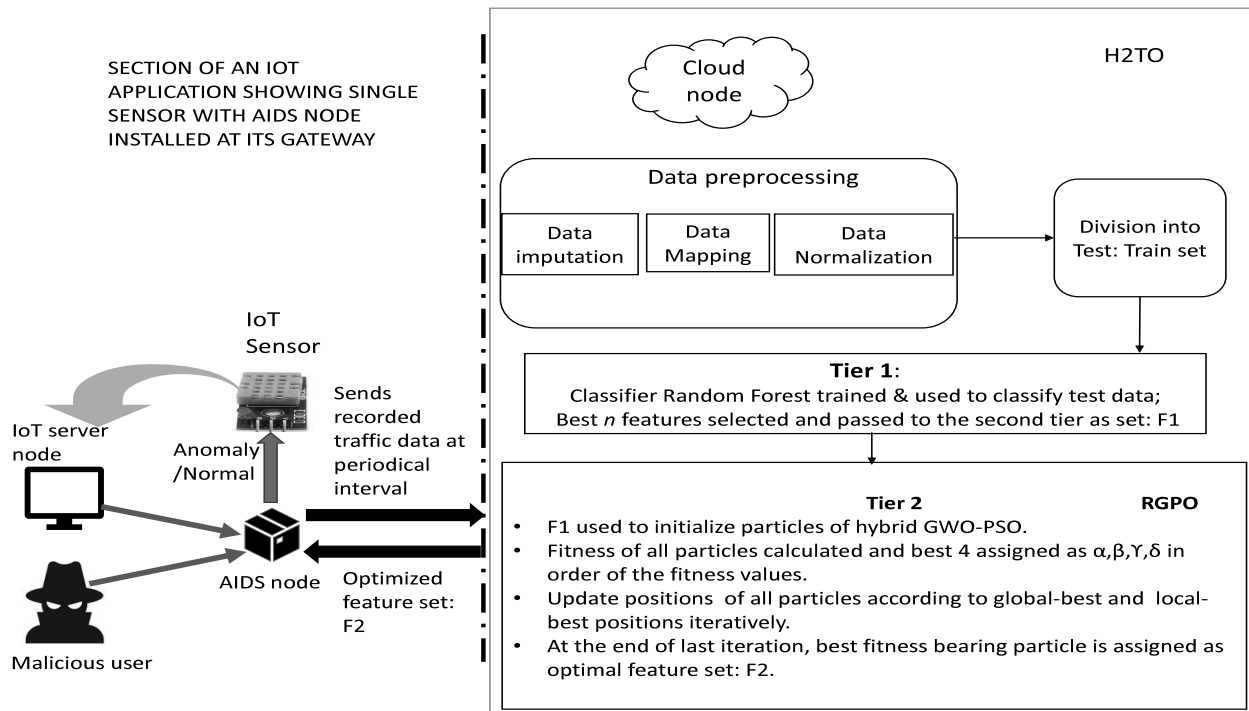 SECTION OF AN IOT
APPLICATION SHOWING SINGLE
SENSOR WITH AIDS NODE
INSTALLED AT ITS GATEWAY
IoT
Sensor
Sends
recorded
traffic data at
periodical
interval
IoT server
node
Anomaly
/Normal
AIDS node
Optimized
feature set:
F2
Malicious user
H2TO
Cloud
node
Data preprocessing
Data
imputation
Data
Mapping
Data
Normalization
Division into
Test: Train set
Tier 1:
Classifier Random Forest trained & used to classify test data;
Best n features selected and passed to the second tier as set: F1
Tier 2
RGPO
• F1 used to initialize particles of hybrid GWO-PSO.
• Fitness of all particles calculated and best 4 assigned as α,β,ϒ,δ in
order of the fitness values.
• Update positions of all particles according to global-best and local-
best positions iteratively.
• At the end of last iteration, best fitness bearing particle is assigned as
optimal feature set: F2.